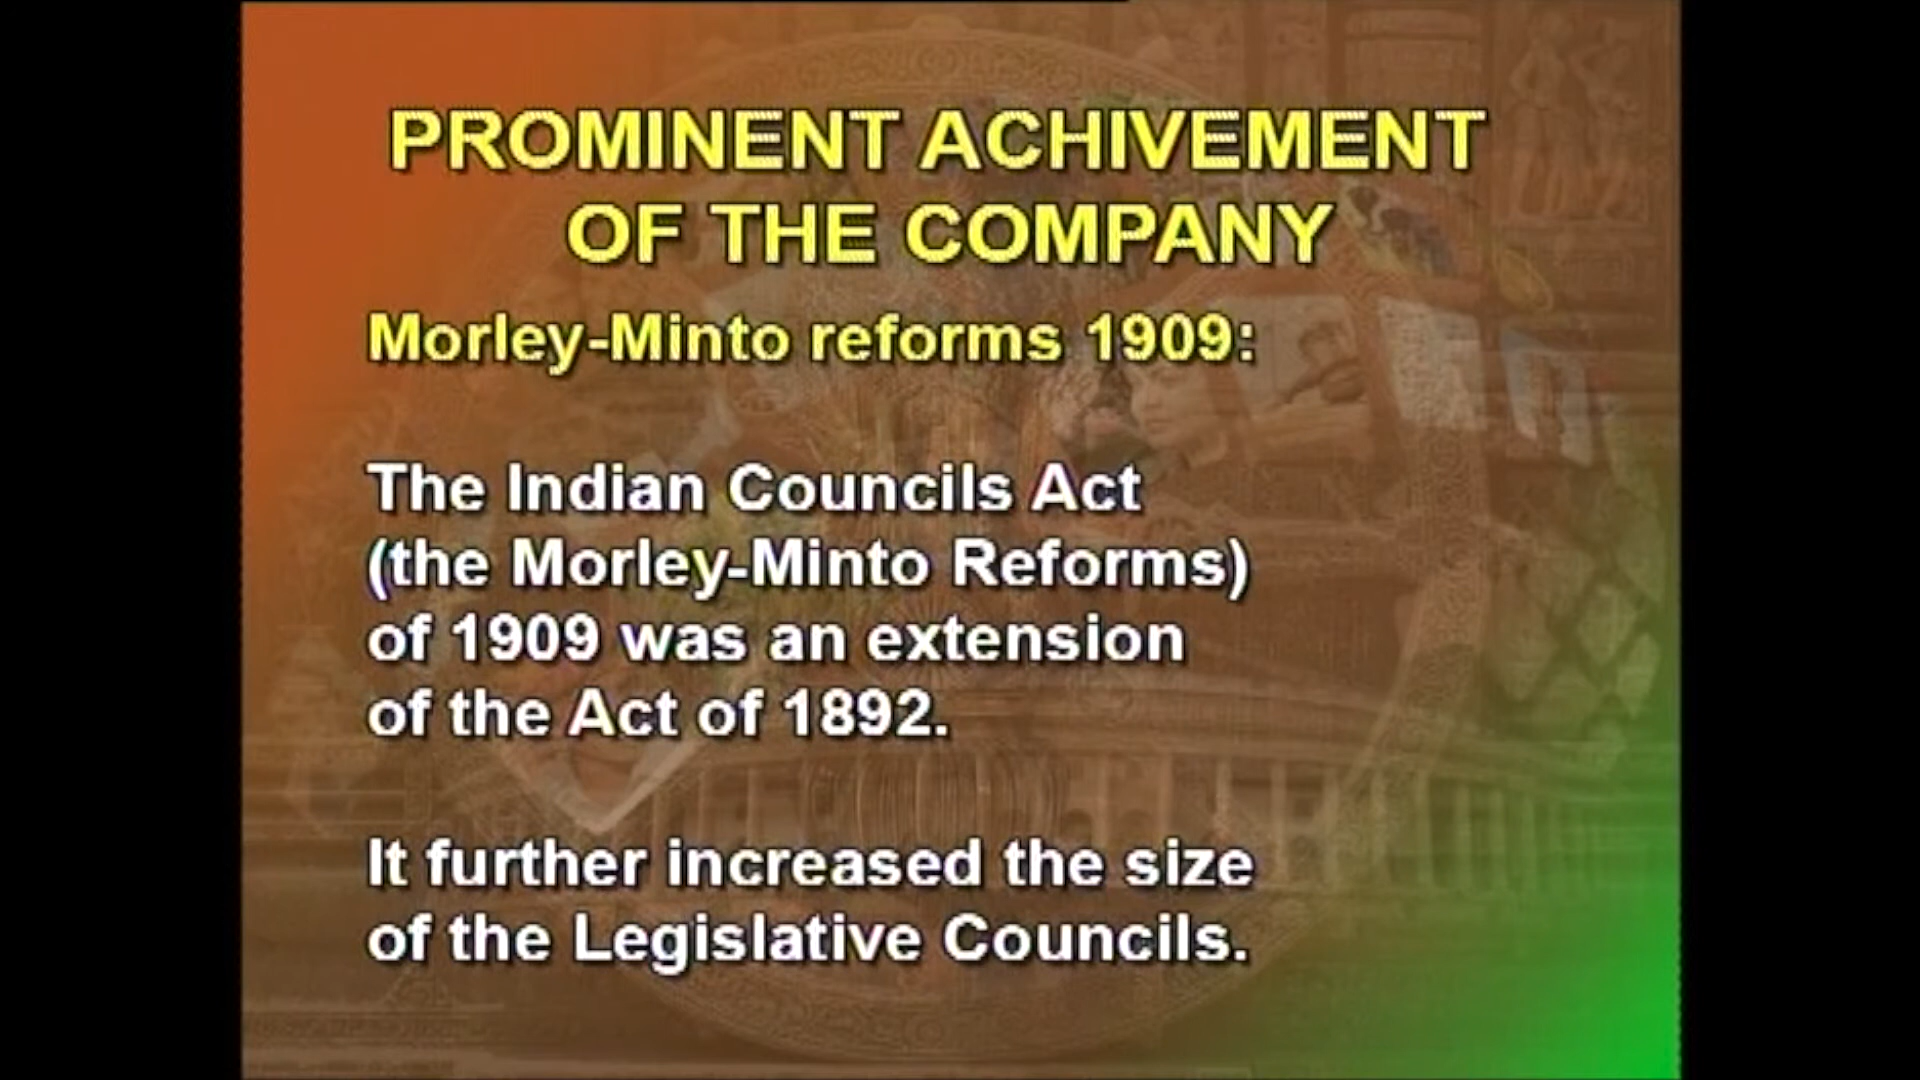 PROMINENT ACHIVEMENT
OF THE COMPANY
Morley-Minto reforms 1909:
The Indian Councils Act
(the Morley-Minto Reforms)
of 1909 was an extension
of the Act of 1892.
It further increased the size
of the Legislative Councils.